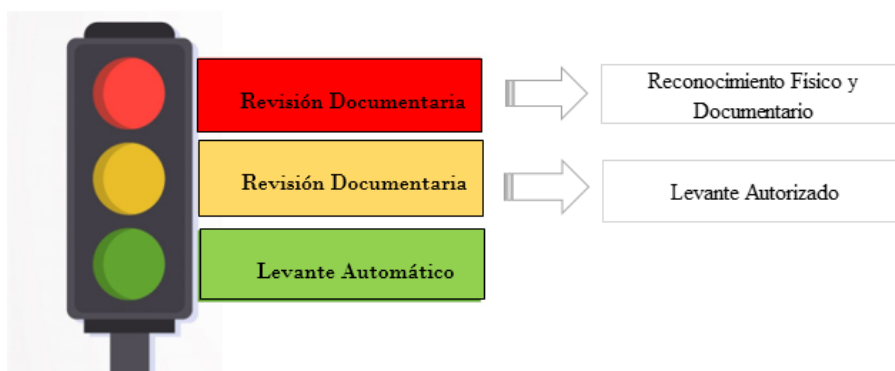 Revisión Documentaria
Reconocimiento Físico y
Documentario
Revisión Documentaria
Levante Autorizado
Levante Automático